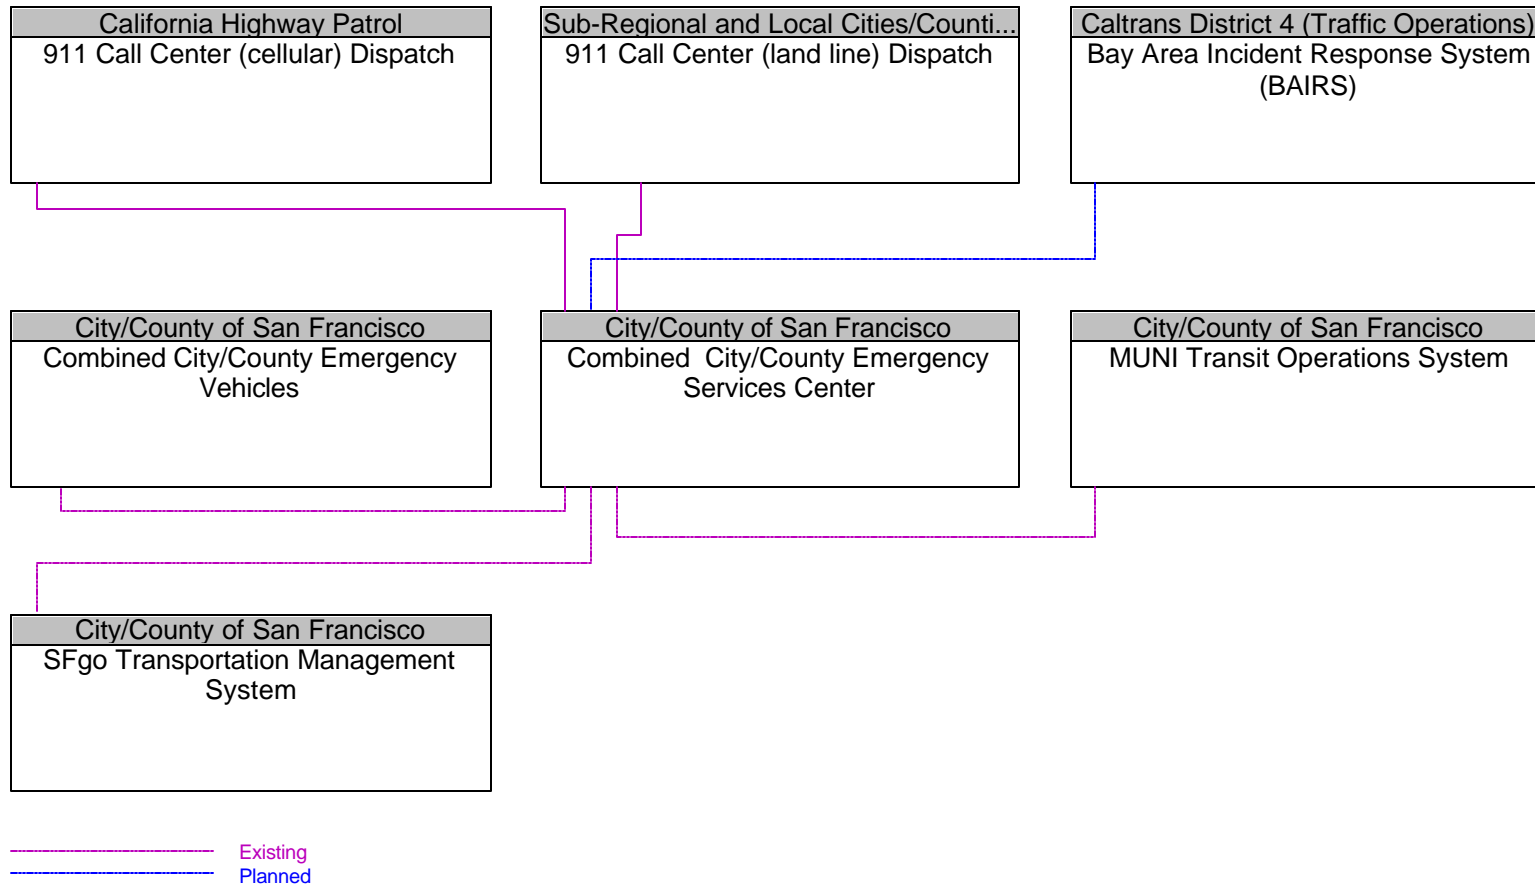 California Highway Patrol
911 Call Center (cellular) Dispatch
Sub-Regional and Local Cities/Counti...
911 Call Center (land line) Dispatch
Caltrans District 4 (Traffic Operations)
Bay Area Incident Response System
(BAIRS)
City/County of San Francisco
Combined City/County Emergency
Vehicles
City/County of San Francisco
Combined  City/County Emergency
Services Center
City/County of San Francisco
MUNI Transit Operations System
City/County of San Francisco
SFgo Transportation Management
System
Existing
Planned